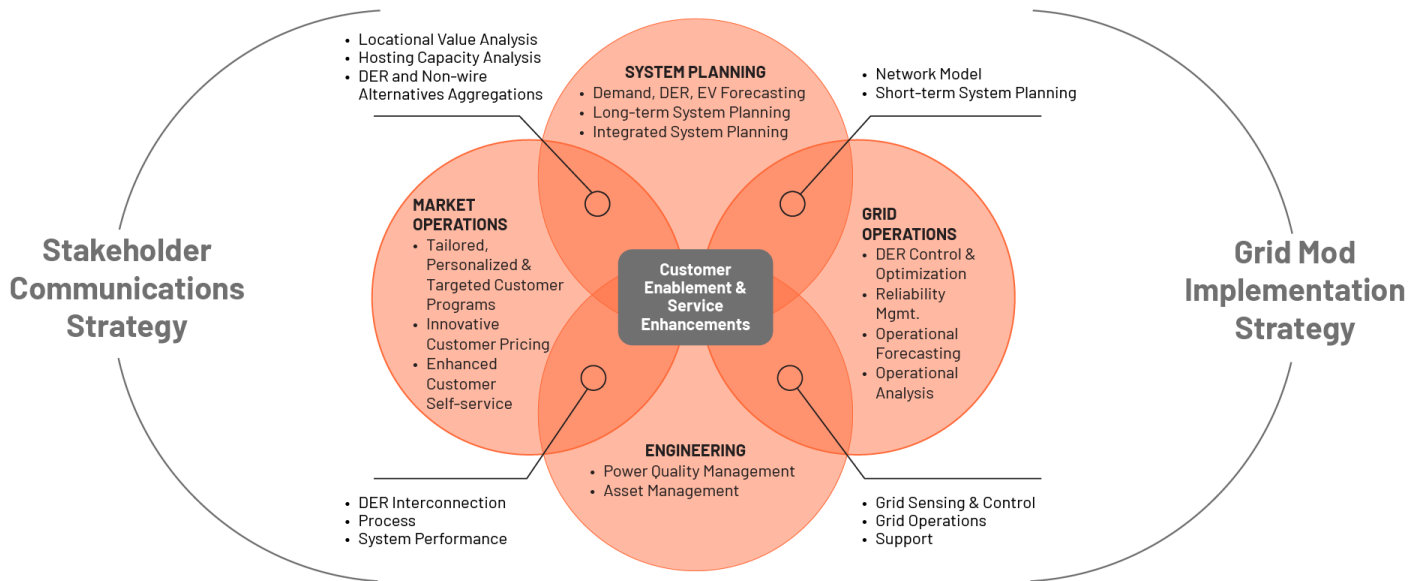 • Locational Value Analysis
• Hosting Capacity Analysis
• DER and Non-wire
Alternatives Aggregations
SYSTEM PLANNING
• Demand, DER, EV Forecasting
• Long-term System Planning
• Integrated System Planning
• Network Model
• Short-term System Planning
Stakeholder
Communications
Strategy
MARKET
OPERATIONS
• Tailored,
Personalized &
Targeted Customer
Programs
• Innovative
Customer Pricing
• Enhanced
Customer
Self-service
Customer
Enablement &
Service
Enhancements
GRID
OPERATIONS
• DER Control &
Optimization
• Reliability
Mgmt.
• Operational
Forecasting
• Operational
Analysis
Grid Mod
Implementation
Strategy
ENGINEERING
• Power Quality Management
• Asset Management
• DER Interconnection
• Process
• System Performance
• Grid Sensing & Control
• Grid Operations
• Support